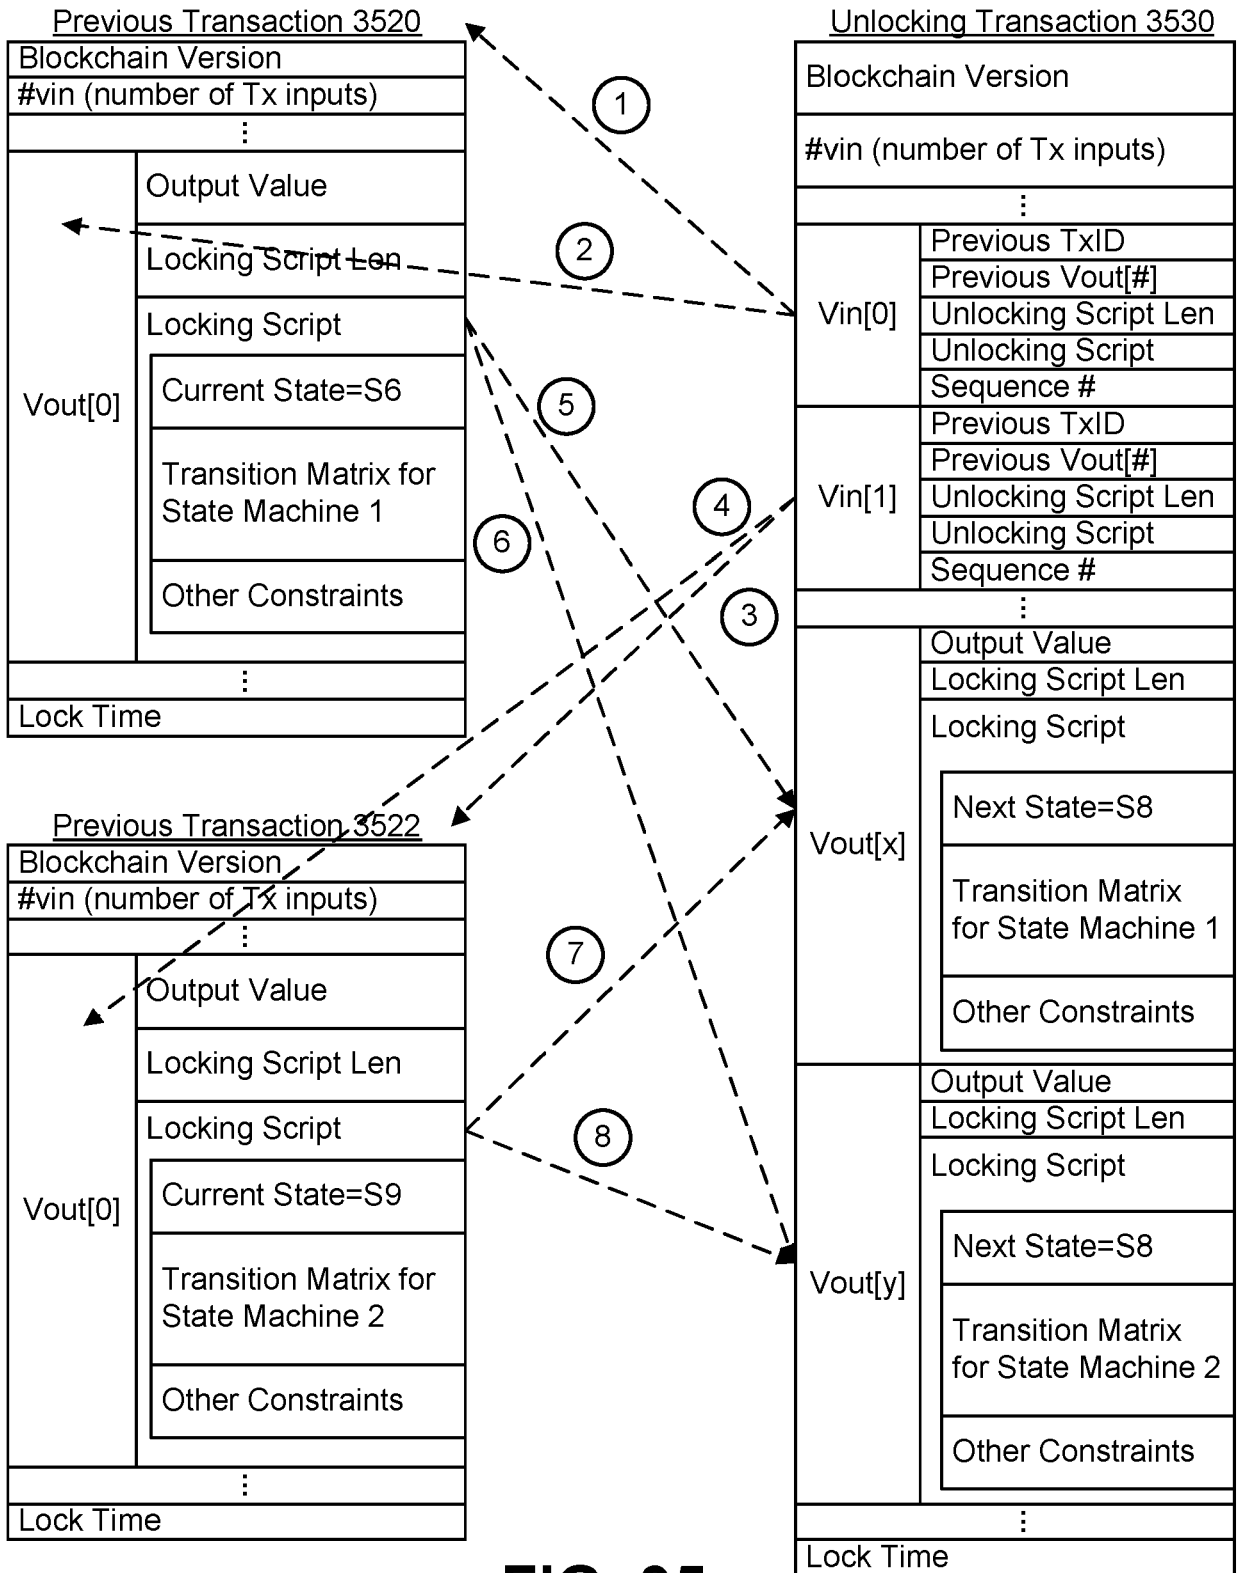 Previous Transaction 3520
Blockchain Version
#vin (number of Tx inputs)
⋮
Vout[0]
Output Value
Locking Script Len
Locking Script
Current State=S6
Transition Matrix for
State Machine 1
Other Constraints
⋮
Lock Time
Previous Transaction 3522
Blockchain Version
#vin (number of Tx inputs)
⋮
Vout[0]
Output Value
Locking Script Len
Locking Script
Current State=S9
Transition Matrix for
State Machine 2
Other Constraints
⋮
Lock Time
1
2
5
4
6
3
7
8
Unlocking Transaction 3530
Blockchain Version
#vin (number of Tx inputs)
⋮
Vin[0]
Previous TxID
Previous Vout[#]
Unlocking Script Len
Unlocking Script
Sequence #
Vin[1]
Previous TxID
Previous Vout[#]
Unlocking Script Len
Unlocking Script
Sequence #
⋮
Vout[x]
Output Value
Locking Script Len
Locking Script
Next State=S8
Transition Matrix
for State Machine 1
Other Constraints
Vout[y]
Output Value
Locking Script Len
Locking Script
Next State=S8
Transition Matrix
for State Machine 2
Other Constraints
⋮
Lock Time